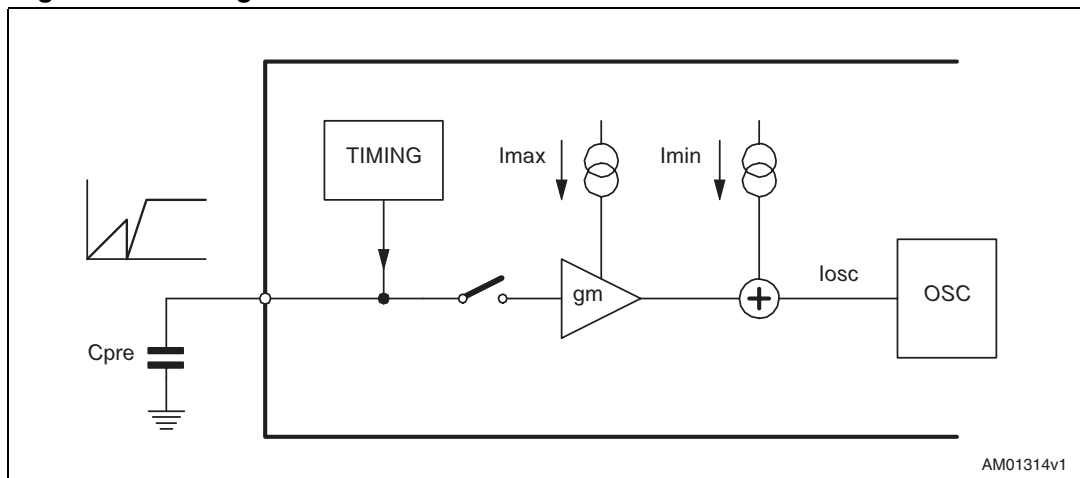 TIMING
Imax
Imin
gm
+
Iosc
OSC
Cpre
AM01314v1